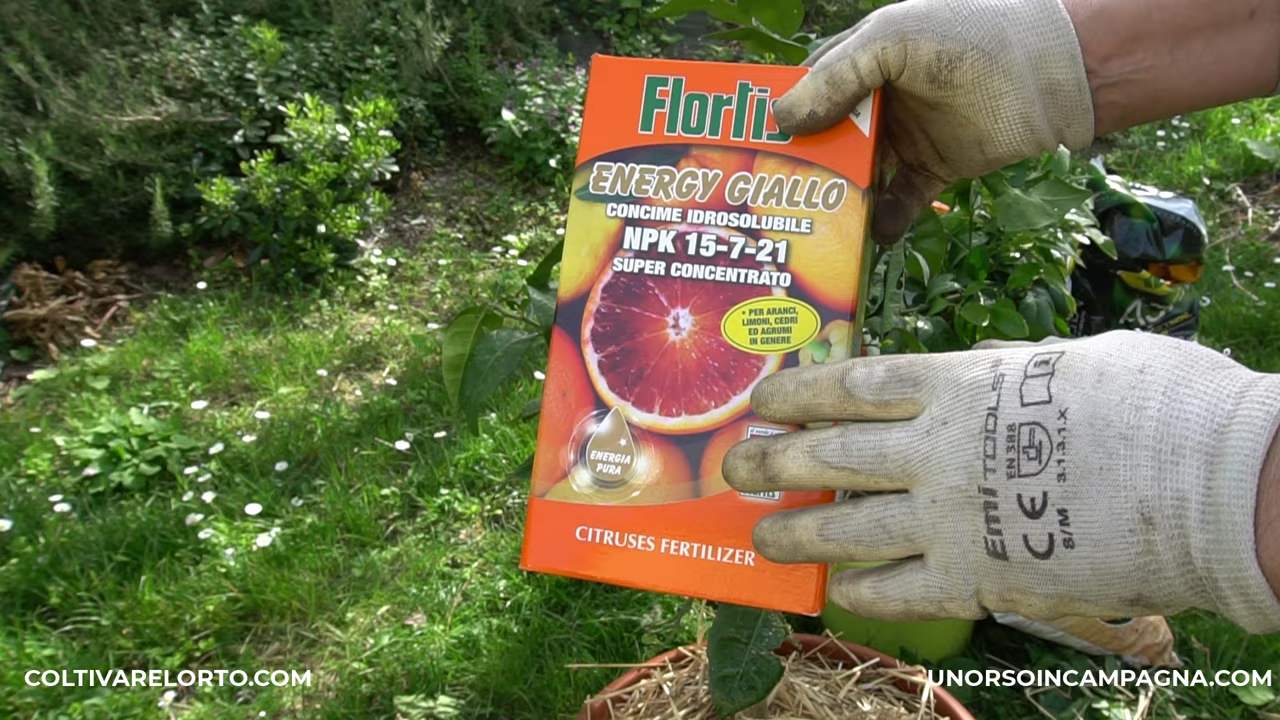 Flortis
ENERGY GIALLO
CONCIME IDROSOLUBILE
NPK 15-7-21
SUPER CONCENTRATO
• PER ARANCI,
LIMONI, CEDRI
ED AGRUMI
IN GENERE
ENERGIA
PURA
CITRUSES FERTILIZER
Emi TOOLS
EN 388
3.1.3.1.X
CE
S/M
COLTIVARELORTO.COM
UNORSOINCAMPAGNA.COM